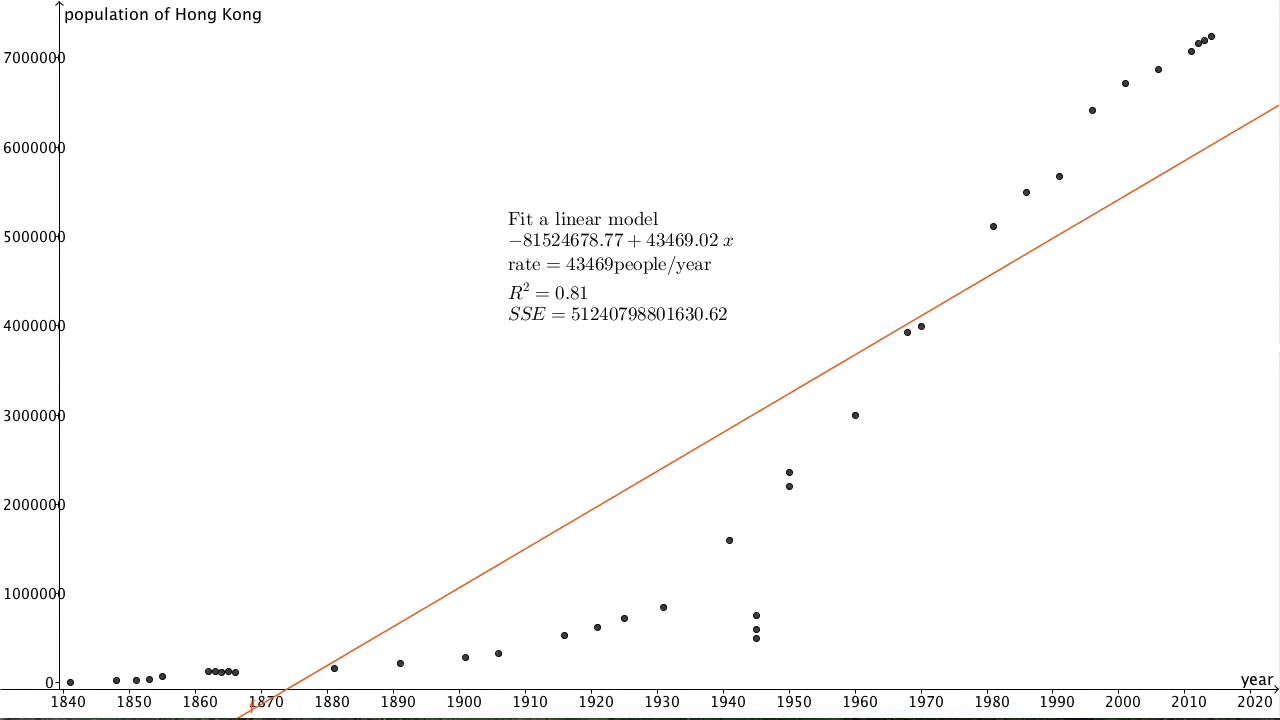 population of Hong Kong
7000000
6000000
5000000
4000000
3000000
2000000
1000000
0
Fit a linear model
−81524678.77 + 43469.02 x
rate = 43469people/year
R² = 0.81
SSE = 51240798801630.62
year
1840 1850 1860 1870 1880 1890 1900 1910 1920 1930 1940 1950 1960 1970 1980 1990 2000 2010 2020